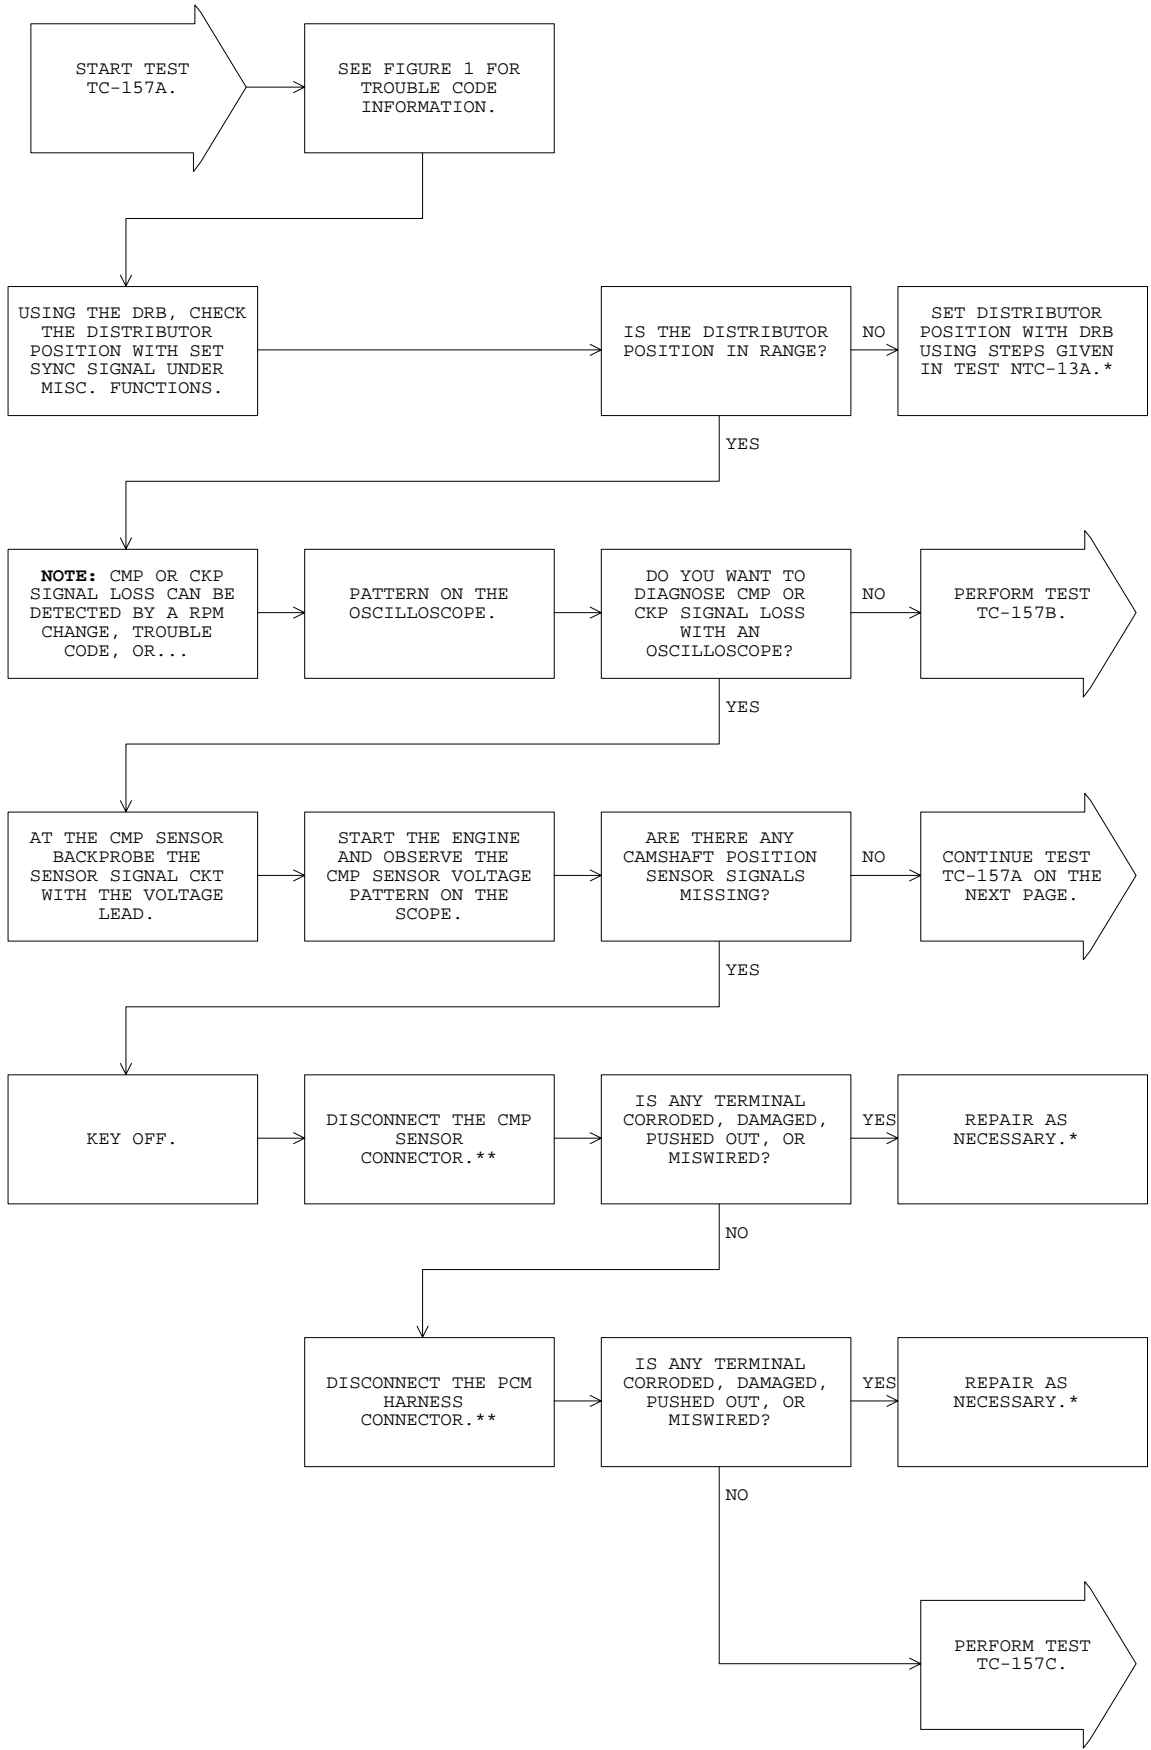 START TEST
TC-157A.
SEE FIGURE 1 FOR
TROUBLE CODE
INFORMATION.
USING THE DRB, CHECK
THE DISTRIBUTOR
POSITION WITH SET
SYNC SIGNAL UNDER
MISC. FUNCTIONS.
IS THE DISTRIBUTOR
POSITION IN RANGE?
NO
SET DISTRIBUTOR
POSITION WITH DRB
USING STEPS GIVEN
IN TEST NTC-13A.*
YES
NOTE: CMP OR CKP
SIGNAL LOSS CAN BE
DETECTED BY A RPM
CHANGE, TROUBLE
CODE, OR...
PATTERN ON THE
OSCILLOSCOPE.
DO YOU WANT TO
DIAGNOSE CMP OR
CKP SIGNAL LOSS
WITH AN
OSCILLOSCOPE?
NO
PERFORM TEST
TC-157B.
YES
AT THE CMP SENSOR
BACKPROBE THE
SENSOR SIGNAL CKT
WITH THE VOLTAGE
LEAD.
START THE ENGINE
AND OBSERVE THE
CMP SENSOR VOLTAGE
PATTERN ON THE
SCOPE.
ARE THERE ANY
CAMSHAFT POSITION
SENSOR SIGNALS
MISSING?
NO
CONTINUE TEST
TC-157A ON THE
NEXT PAGE.
YES
KEY OFF.
DISCONNECT THE CMP
SENSOR
CONNECTOR.**
IS ANY TERMINAL
CORRODED, DAMAGED,
PUSHED OUT, OR
MISWIRED?
YES
REPAIR AS
NECESSARY.*
NO
DISCONNECT THE PCM
HARNESS
CONNECTOR.**
IS ANY TERMINAL
CORRODED, DAMAGED,
PUSHED OUT, OR
MISWIRED?
YES
REPAIR AS
NECESSARY.*
NO
PERFORM TEST
TC-157C.